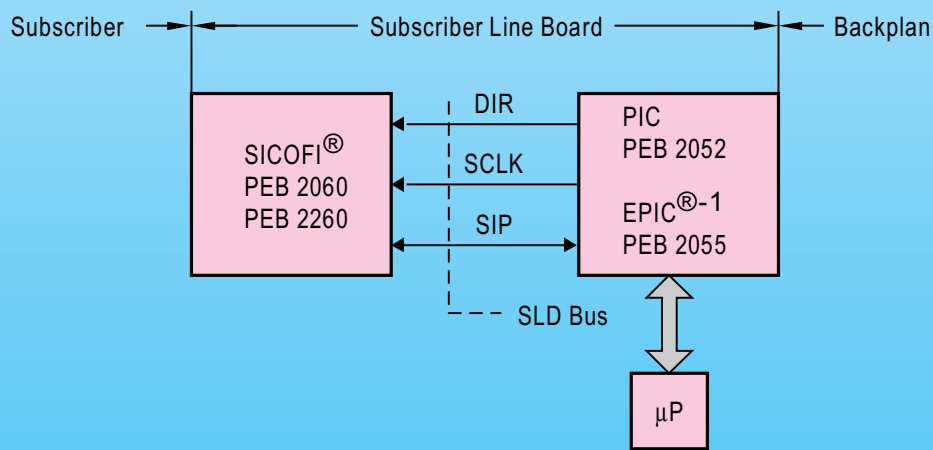 Subscriber
Subscriber Line Board
Backplan
SICOFI®
PEB 2060
PEB 2260
DIR
SCLK
SIP
SLD Bus
PIC
PEB 2052
EPIC®-1
PEB 2055
µP